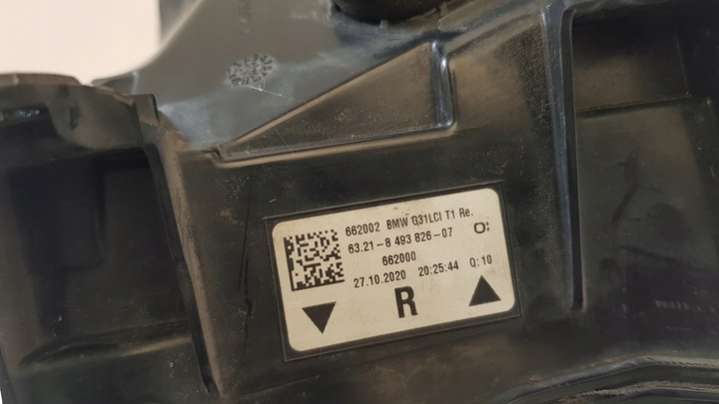 662002 BMW G31LCI T1 Re.
63.21-8 493 826-07 O:
662000
27.10.2020 20:25:44 Q:10
R